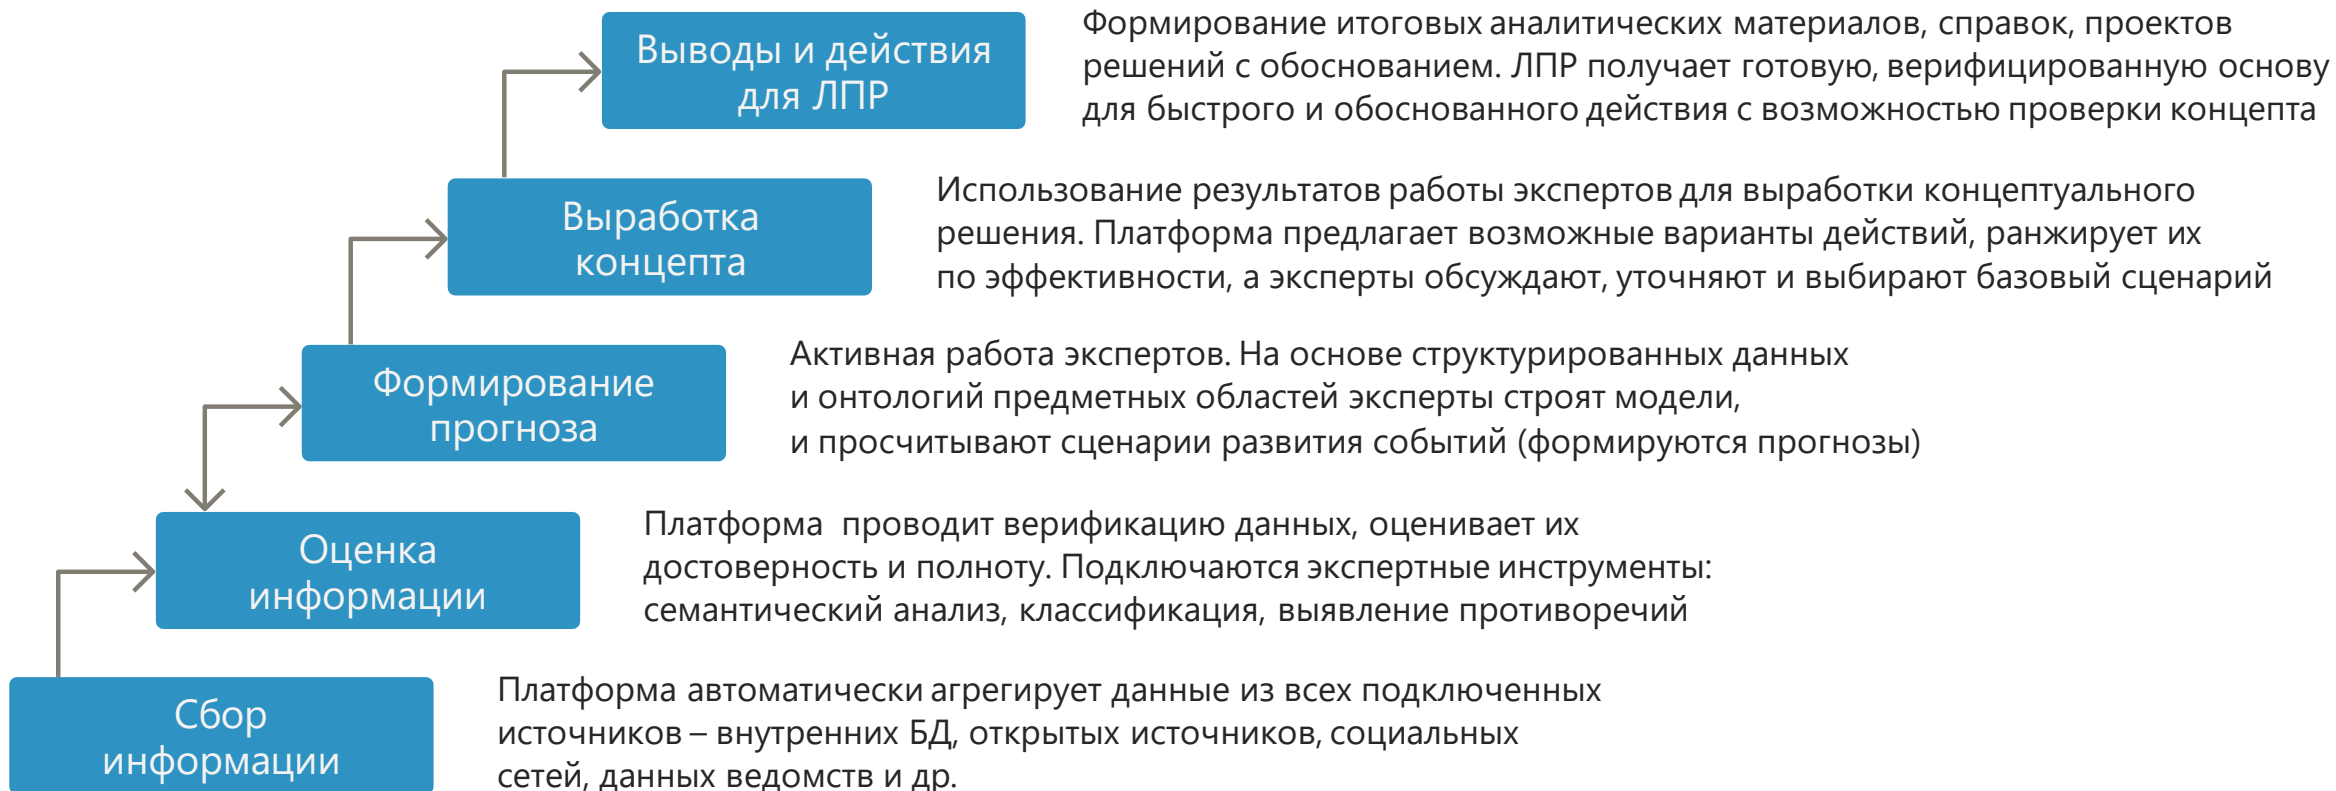 Выводы и действия
для ЛПР
Формирование итоговых аналитических материалов, справок, проектов
решений с обоснованием. ЛПР получает готовую, верифицированную основу
для быстрого и обоснованного действия с возможностью проверки концепта
Выработка
концепта
Использование результатов работы экспертов для выработки концептуального
решения. Платформа предлагает возможные варианты действий, ранжирует их
по эффективности, а эксперты обсуждают, уточняют и выбирают базовый сценарий
Формирование
прогноза
Активная работа экспертов. На основе структурированных данных
и онтологий предметных областей эксперты строят модели,
и просчитывают сценарии развития событий (формируются прогнозы)
Оценка
информации
Платформа проводит верификацию данных, оценивает их
достоверность и полноту. Подключаются экспертные инструменты:
семантический анализ, классификация, выявление противоречий
Сбор
информации
Платформа автоматически агрегирует данные из всех подключенных
источников – внутренних БД, открытых источников, социальных
сетей, данных ведомств и др.